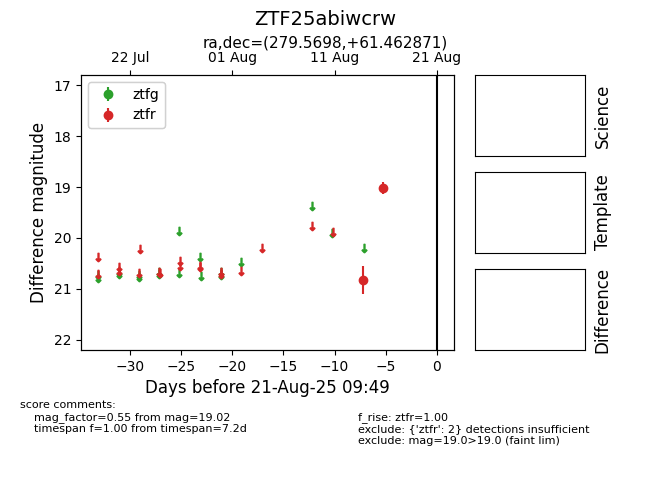 ZTF25abiwcrw
ra,dec=(279.5698,+61.462871)
22 Jul 01 Aug 11 Aug 21 Aug
ztfg
ztfr
17
18
19
20
21
22
Difference magnitude
−30 −25 −20 −15 −10 −5 0
Days before 21-Aug-25 09:49
Science
Template
Difference
score comments:
mag_factor=0.55 from mag=19.02
timespan f=1.00 from timespan=7.2d
f_rise: ztfr=1.00
exclude: {'ztfr': 2} detections insufficient
exclude: mag=19.0>19.0 (faint lim)